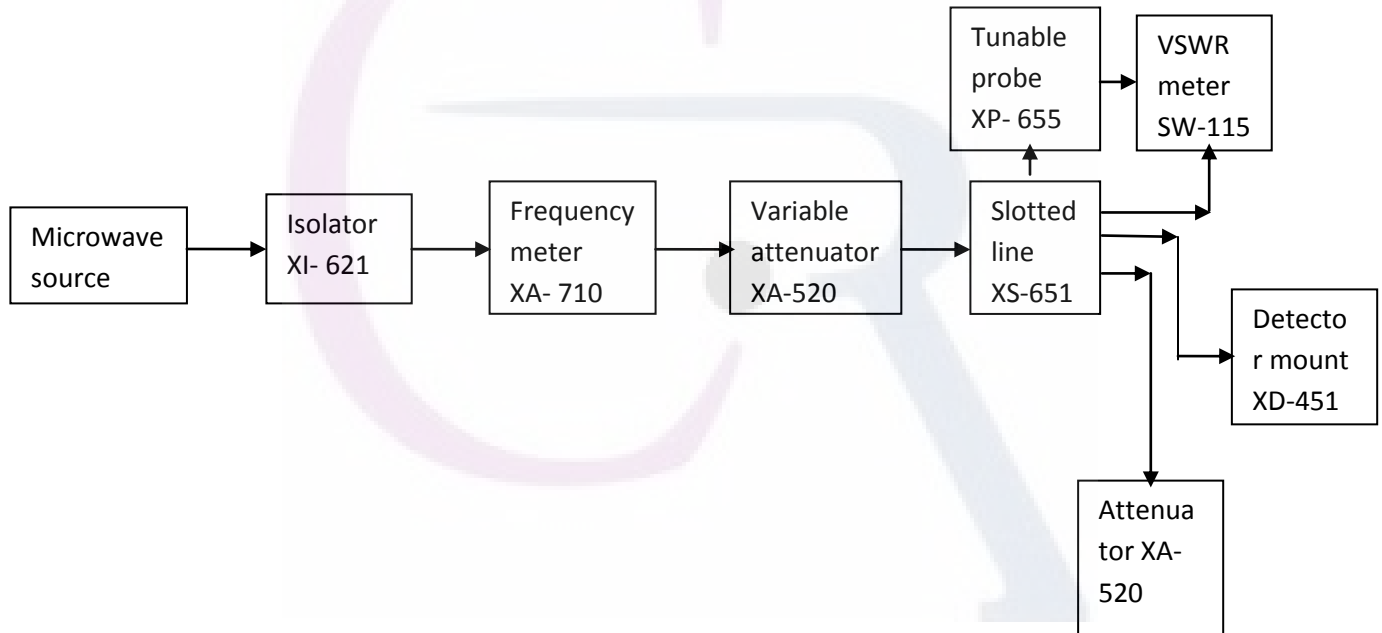 Tunable
probe
XP- 655
VSWR
meter
SW-115
Microwave
source
Isolator
XI- 621
Frequency
meter
XA- 710
Variable
attenuator
XA-520
Slotted
line
XS-651
Detecto
r mount
XD-451
Attenua
tor XA-
520